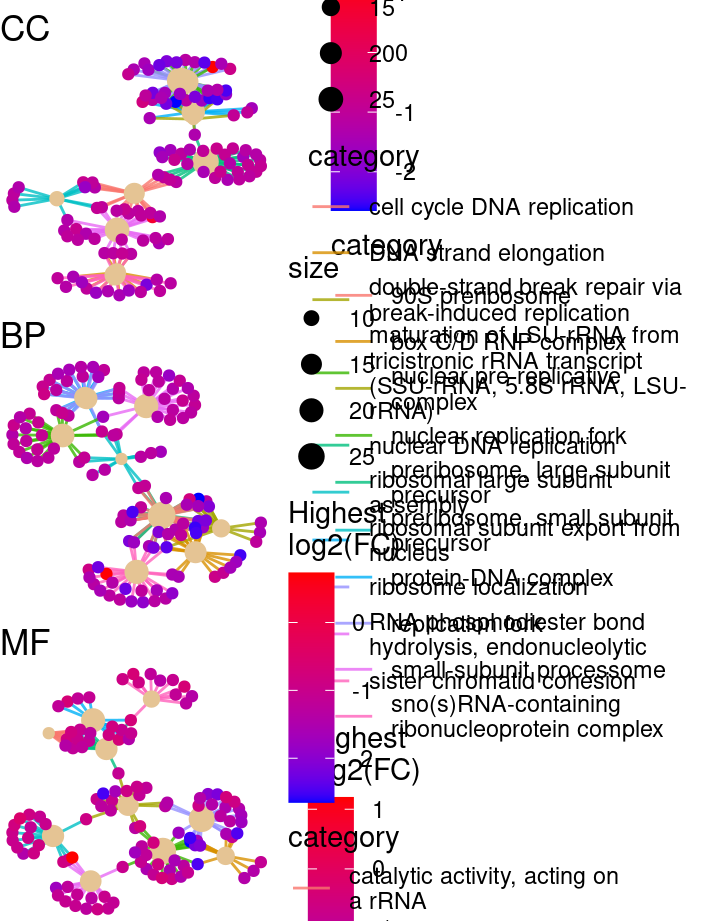 CC
15
200
25
-1
category
-2
cell cycle DNA replication
category
DNA strand elongation
size
double-strand break repair via
90S preribosome
break-induced replication
10
maturation of LSU-rRNA from
box C/D RNP complex
tricistronic rRNA transcript
15
nuclear pre-replicative
(SSU-rRNA, 5.8S rRNA, LSU-
complex
rRNA)
20
nuclear replication fork
nuclear DNA replication
25
preribosome, large subunit
ribosomal large subunit
precursor
assembly
Highest
log2(FC)
preribosome, small subunit
ribosomal subunit export from
precursor
nucleus
protein-DNA complex
ribosome localization
0
RNA phosphodiester bond
replication fork
hydrolysis, endonucleolytic
small-subunit processome
sister chromatid cohesion
-1
sno(s)RNA-containing
ribonucleoprotein complex
ghest
g2(FC)
-2
1
category
0
catalytic activity, acting on
a rRNA
BP
MF